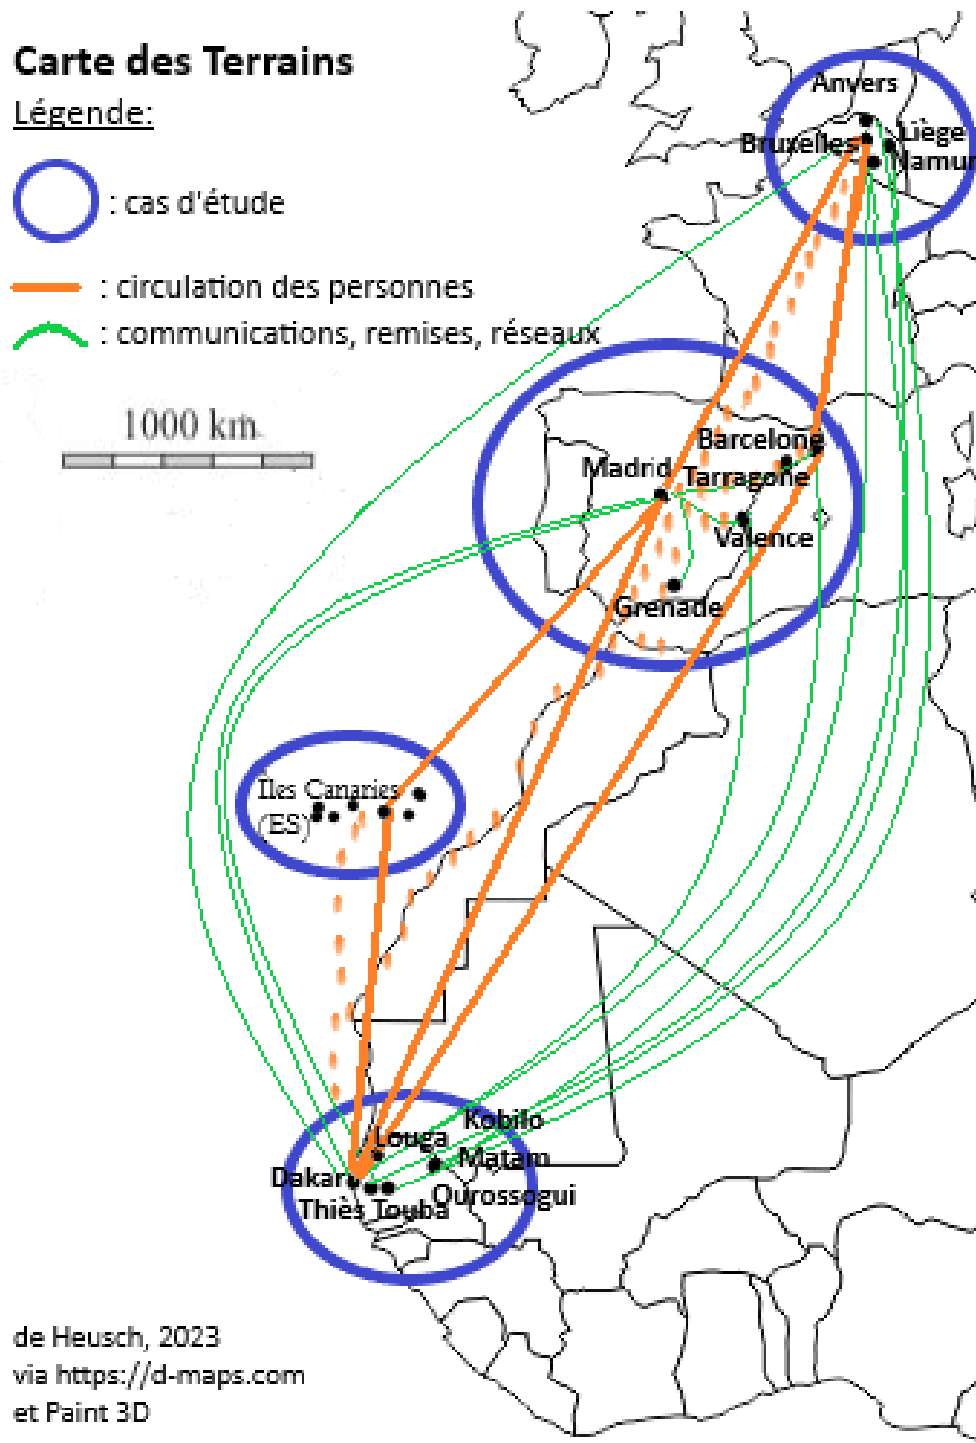 Carte des Terrains
Légende:
: cas d'étude
: circulation des personnes
: communications, remises, réseaux
1000 km
Anvers
Bruxelles
Liège
Namur
Barcelone
Madrid
Tarragone
Valence
Grenade
Iles Canaries
(ES)
Kobilo
Louga
Matam
Dakar
Ourossogui
Thiès Touba
de Heusch, 2023
via https://d-maps.com
et Paint 3D